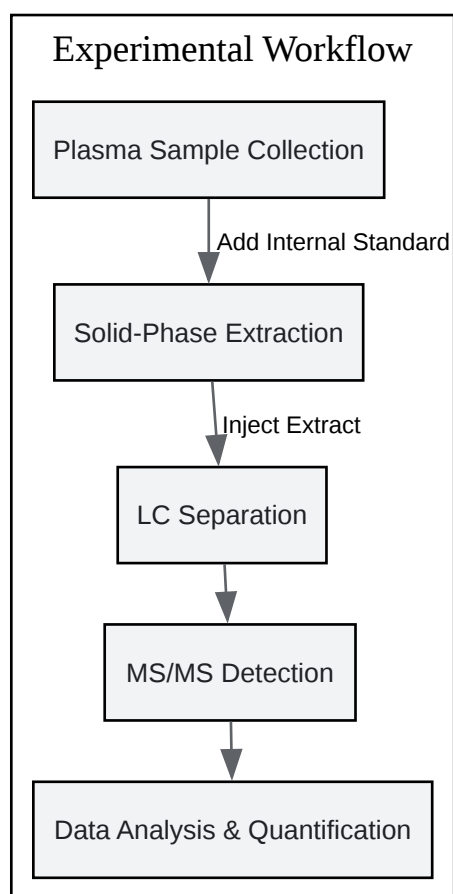 Experimental Workflow
Plasma Sample Collection
Add Internal Standard
Solid-Phase Extraction
Inject Extract
LC Separation
MS/MS Detection
Data Analysis & Quantification